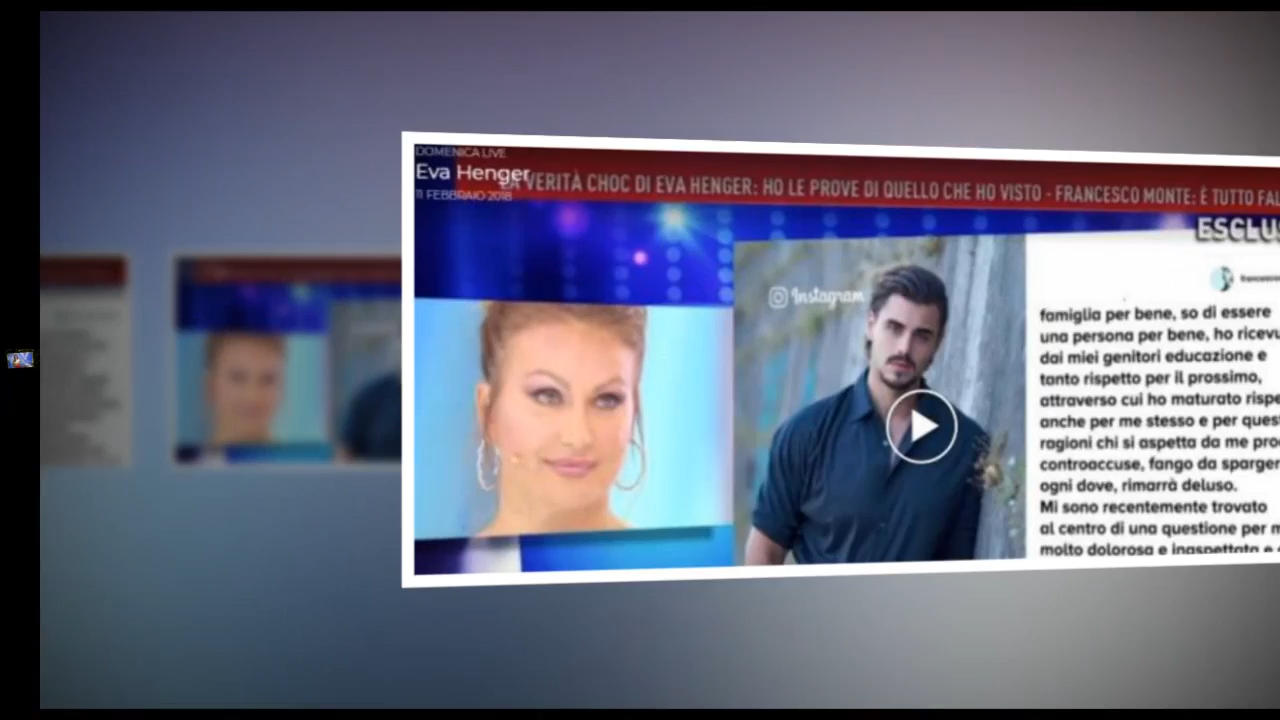 DOMENICA LIVE
Eva Henger
11 FEBBRAIO 2018
LA VERITÀ CHOC DI EVA HENGER: HO LE PROVE DI QUELLO CHE HO VISTO - FRANCESCO MONTE: È TUTTO FAL
ESCLUS
Instagram
famiglia per bene, so di essere
una persona per bene, ho ricevu
dai miei genitori educazione e
tanto rispetto per il prossimo,
attraverso cui ho maturato rispe
anche per me stesso e per ques
ragioni chi si aspetta da me pro
controaccuse, fango da sparger
ogni dove, rimarrà deluso.
Mi sono recentemente trovato
al centro di una questione per m
molto dolorosa e inaspettata e